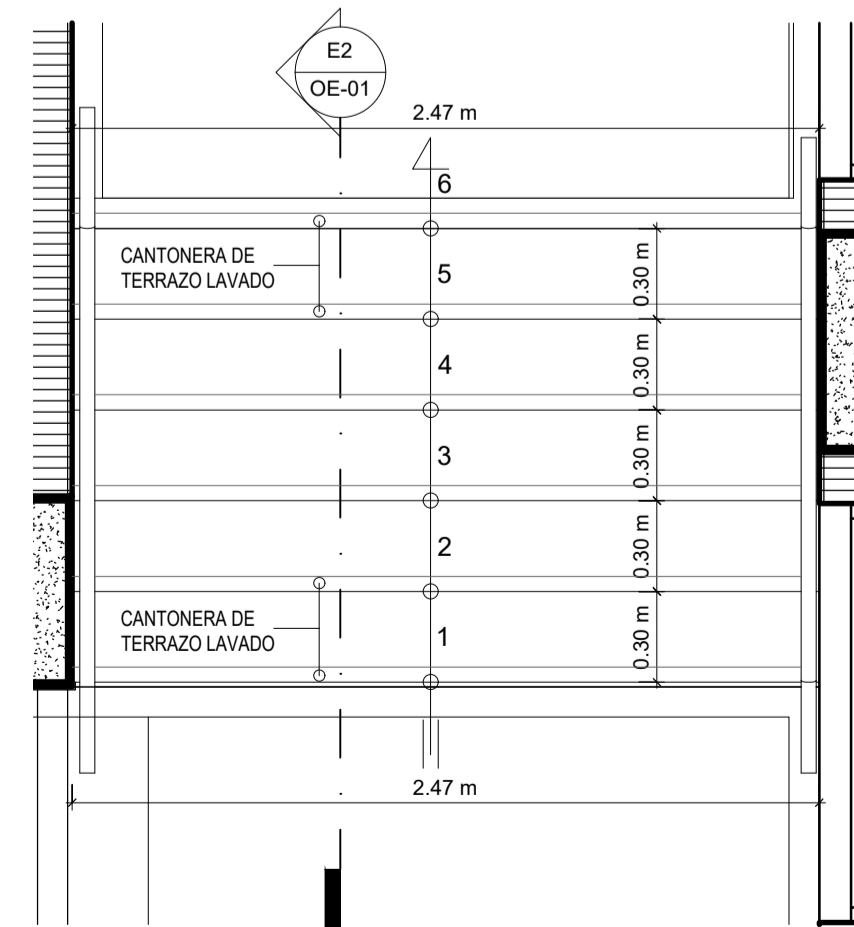 E2
OE-01
2.47 m
6
CANTONERA DE
TERRAZO LAVADO
5
0.30 m
4
0.30 m
3
0.30 m
2
0.30 m
CANTONERA DE
TERRAZO LAVADO
1
0.30 m
2.47 m